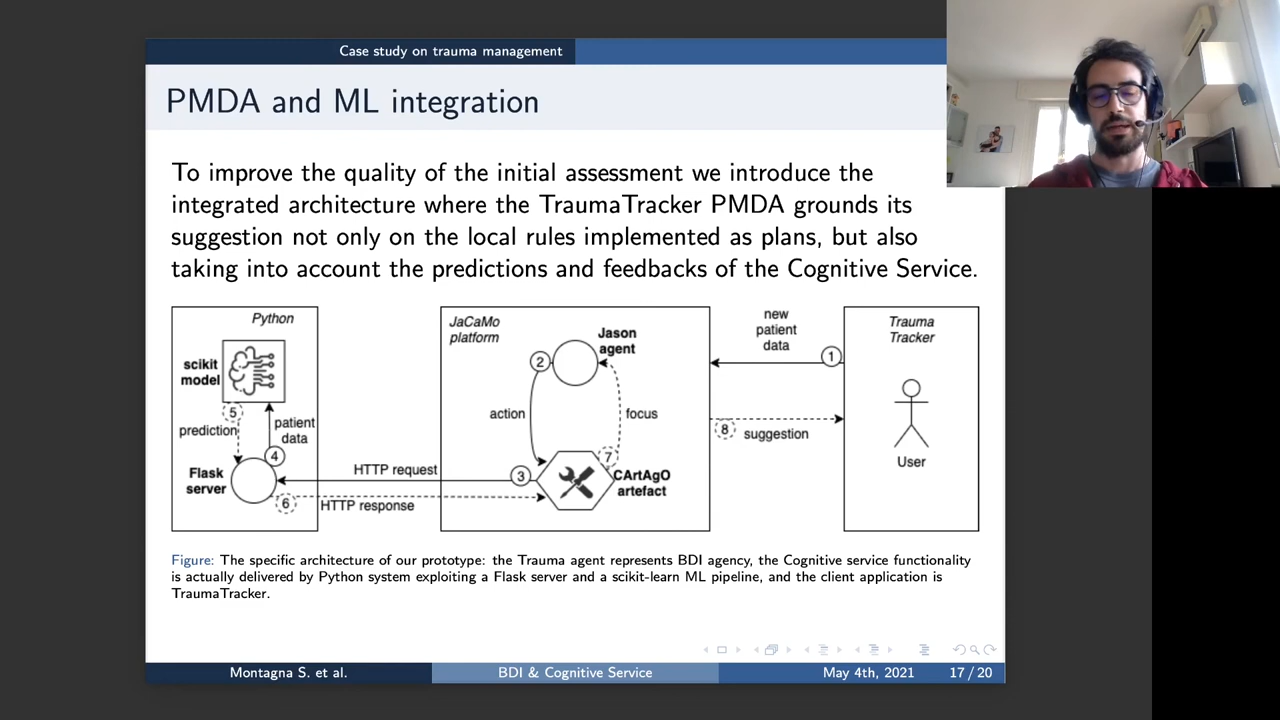 Case study on trauma management
PMDA and ML integration
To improve the quality of the initial assessment we introduce the
integrated architecture where the TraumaTracker PMDA grounds its
suggestion not only on the local rules implemented as plans, but also
taking into account the predictions and feedbacks of the Cognitive Service.
Python
scikit
model
5
prediction
patient
data
4
Flask
server
6
HTTP request
HTTP response
JaCaMo
platform
Jason
agent
2
action
focus
3
7
CArtAgO
artefact
new
patient
data
1
8
suggestion
Trauma
Tracker
User
Figure: The specific architecture of our prototype: the Trauma agent represents BDI agency, the Cognitive service functionality
is actually delivered by Python system exploiting a Flask server and a scikit-learn ML pipeline, and the client application is
TraumaTracker.
Montagna S. et al.
BDI & Cognitive Service
May 4th, 2021
17 / 20